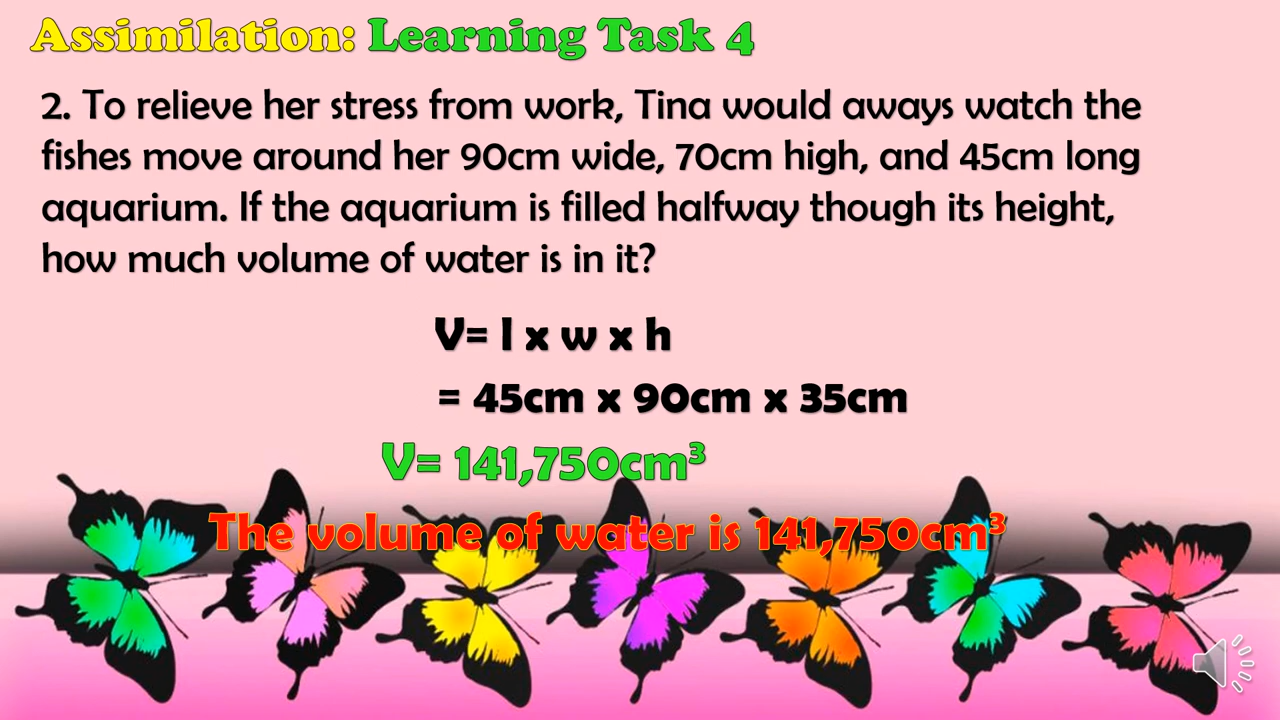 Assimilation: Learning Task 4
2. To relieve her stress from work, Tina would aways watch the
fishes move around her 90cm wide, 70cm high, and 45cm long
aquarium. If the aquarium is filled halfway though its height,
how much volume of water is in it?
V= l x w x h
= 45cm x 90cm x 35cm
V= 141,750cm³
The volume of water is 141,750cm³